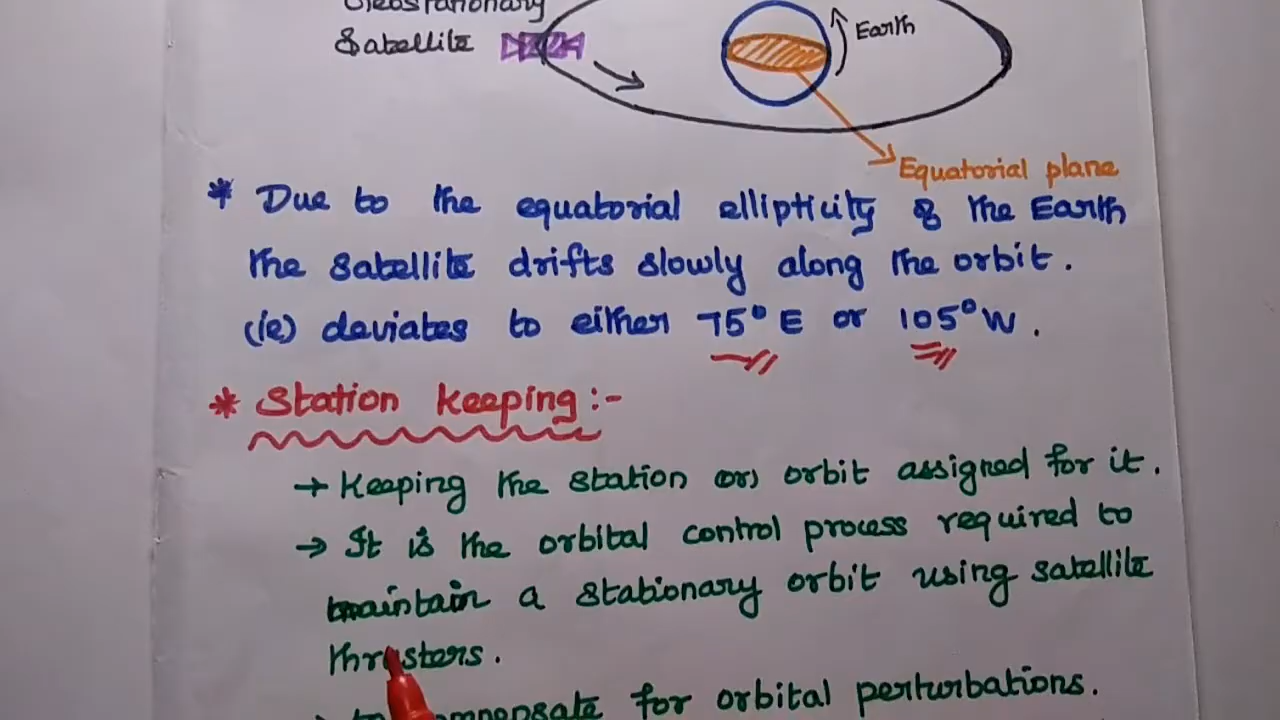 Geostationary
Satellite
Earth
Equatorial plane
* Due to the equatorial ellipticity of the Earth
the satellite drifts slowly along the orbit.
(ie) deviates to either 75° E or 105° W.
* Station keeping :-
→ Keeping the station (or) orbit assigned for it.
→ It is the orbital control process required to
maintain a stationary orbit using satellite
thrusters.
→ to compensate for orbital perturbations.